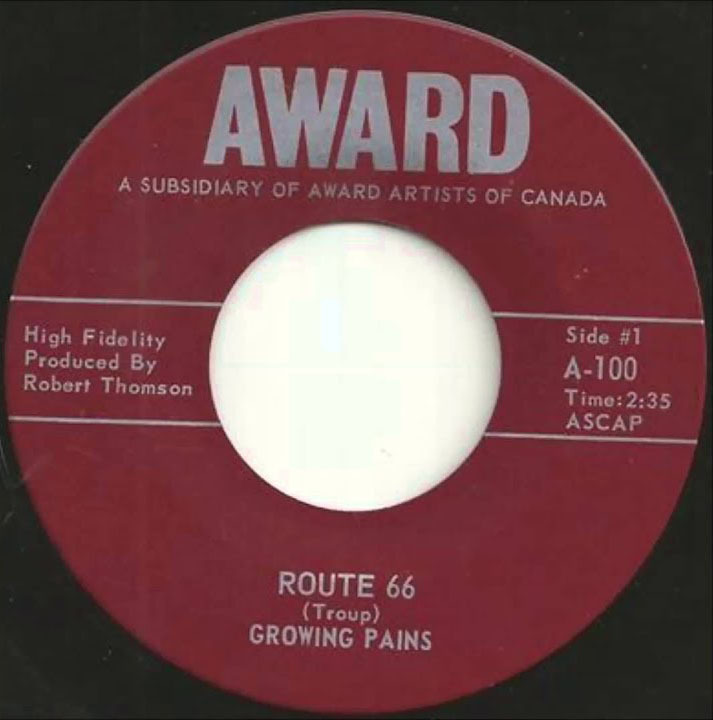 AWARD
A SUBSIDIARY OF AWARD ARTISTS OF CANADA
High Fidelity
Produced By
Robert Thomson
Side #1
A-100
Time:2:35
ASCAP
ROUTE 66
(Troup)
GROWING PAINS